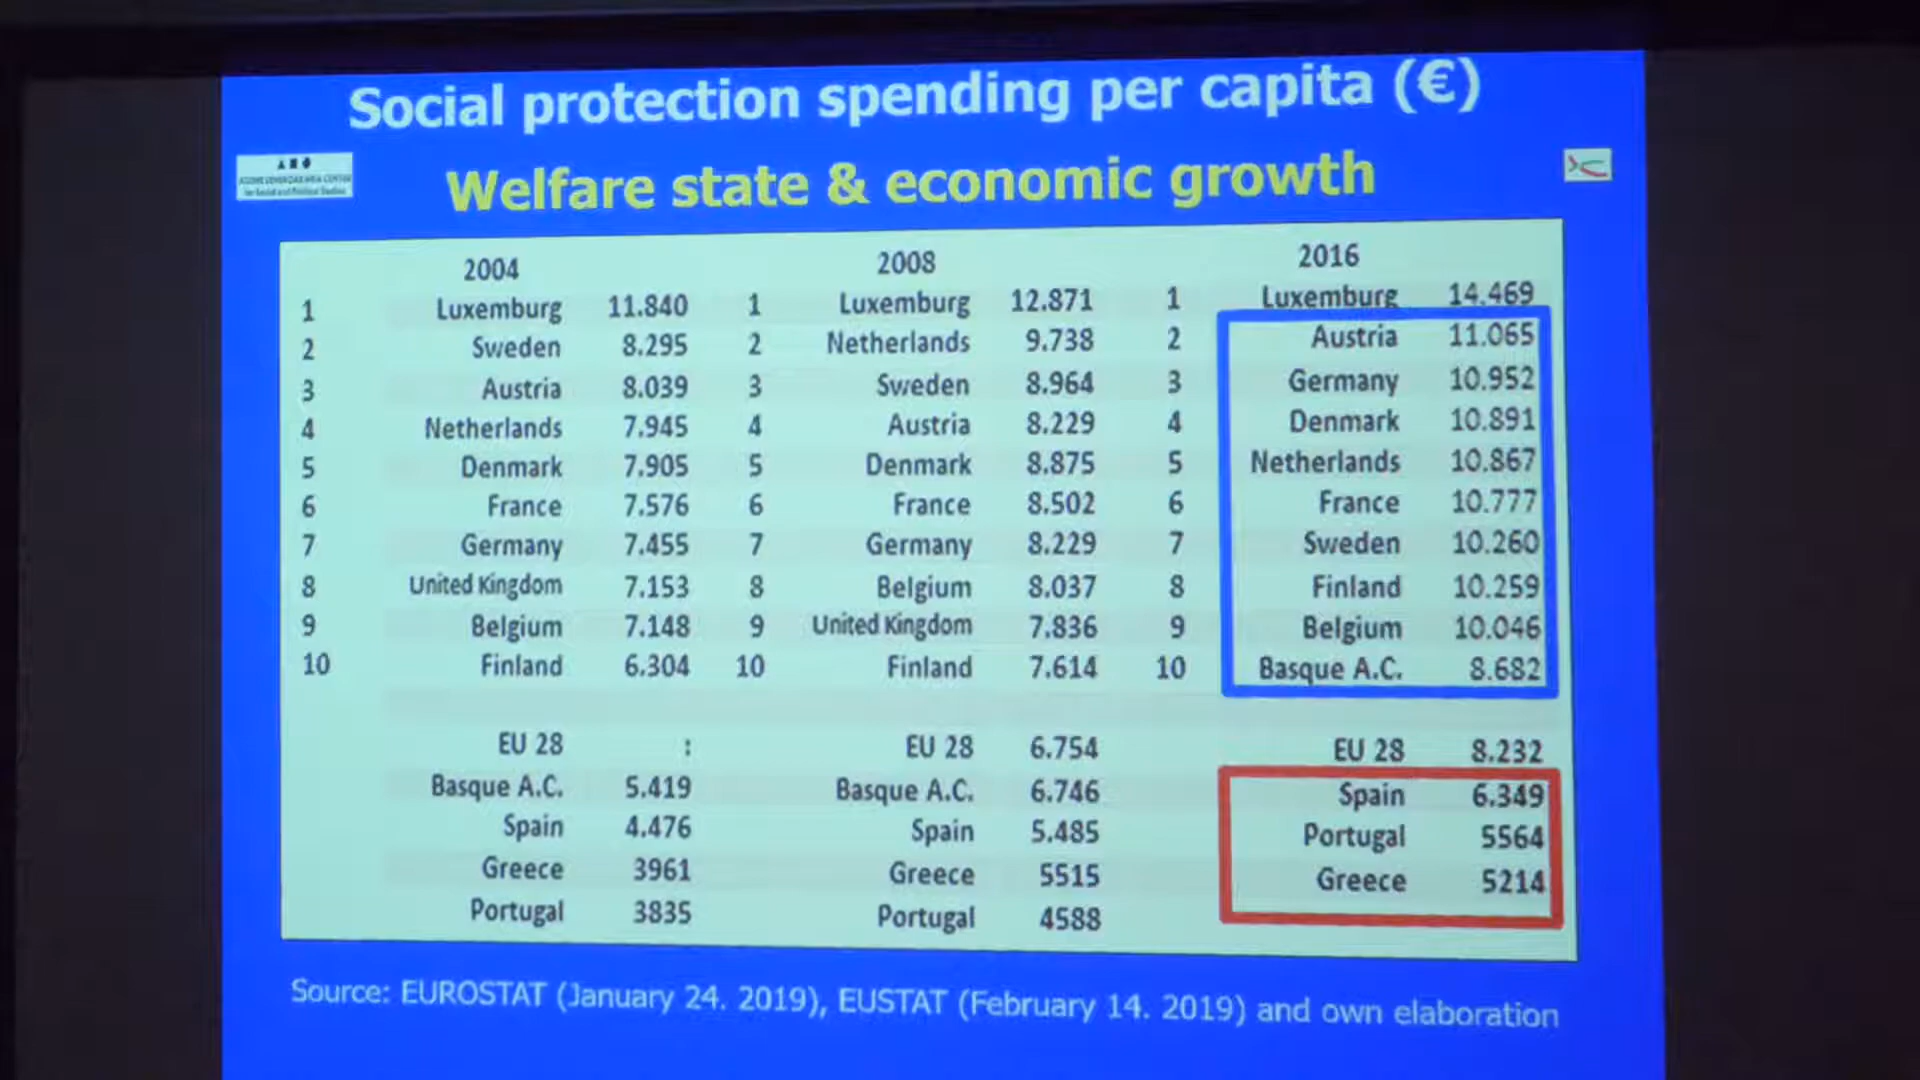 Social protection spending per capita (€)
Welfare state & economic growth
for Social and Political Studies
2004 2008 2016
1 Luxemburg 11.840 1 Luxemburg 12.871 1 Luxemburg 14.469
2 Sweden 8.295 2 Netherlands 9.738 2 Austria 11.065
3 Austria 8.039 3 Sweden 8.964 3 Germany 10.952
4 Netherlands 7.945 4 Austria 8.229 4 Denmark 10.891
5 Denmark 7.905 5 Denmark 8.875 5 Netherlands 10.867
6 France 7.576 6 France 8.502 6 France 10.777
7 Germany 7.455 7 Germany 8.229 7 Sweden 10.260
8 United Kingdom 7.153 8 Belgium 8.037 8 Finland 10.259
9 Belgium 7.148 9 United Kingdom 7.836 9 Belgium 10.046
10 Finland 6.304 10 Finland 7.614 10 Basque A.C. 8.682
EU 28 : EU 28 6.754 EU 28 8.232
Basque A.C. 5.419 Basque A.C. 6.746 Spain 6.349
Spain 4.476 Spain 5.485 Portugal 5564
Greece 3961 Greece 5515 Greece 5214
Portugal 3835 Portugal 4588
Source: EUROSTAT (January 24. 2019), EUSTAT (February 14. 2019) and own elaboration